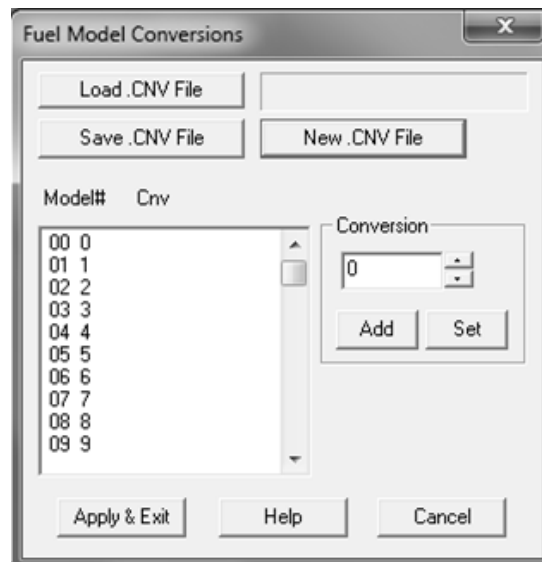 Fuel Model Conversions
Load .CNV File
Save .CNV File New .CNV File
Model# Cnv
Conversion
00 0
01 1
02 2
03 3
04 4
05 5
06 6
07 7
08 8
09 9
0
Add Set
Apply & Exit Help Cancel